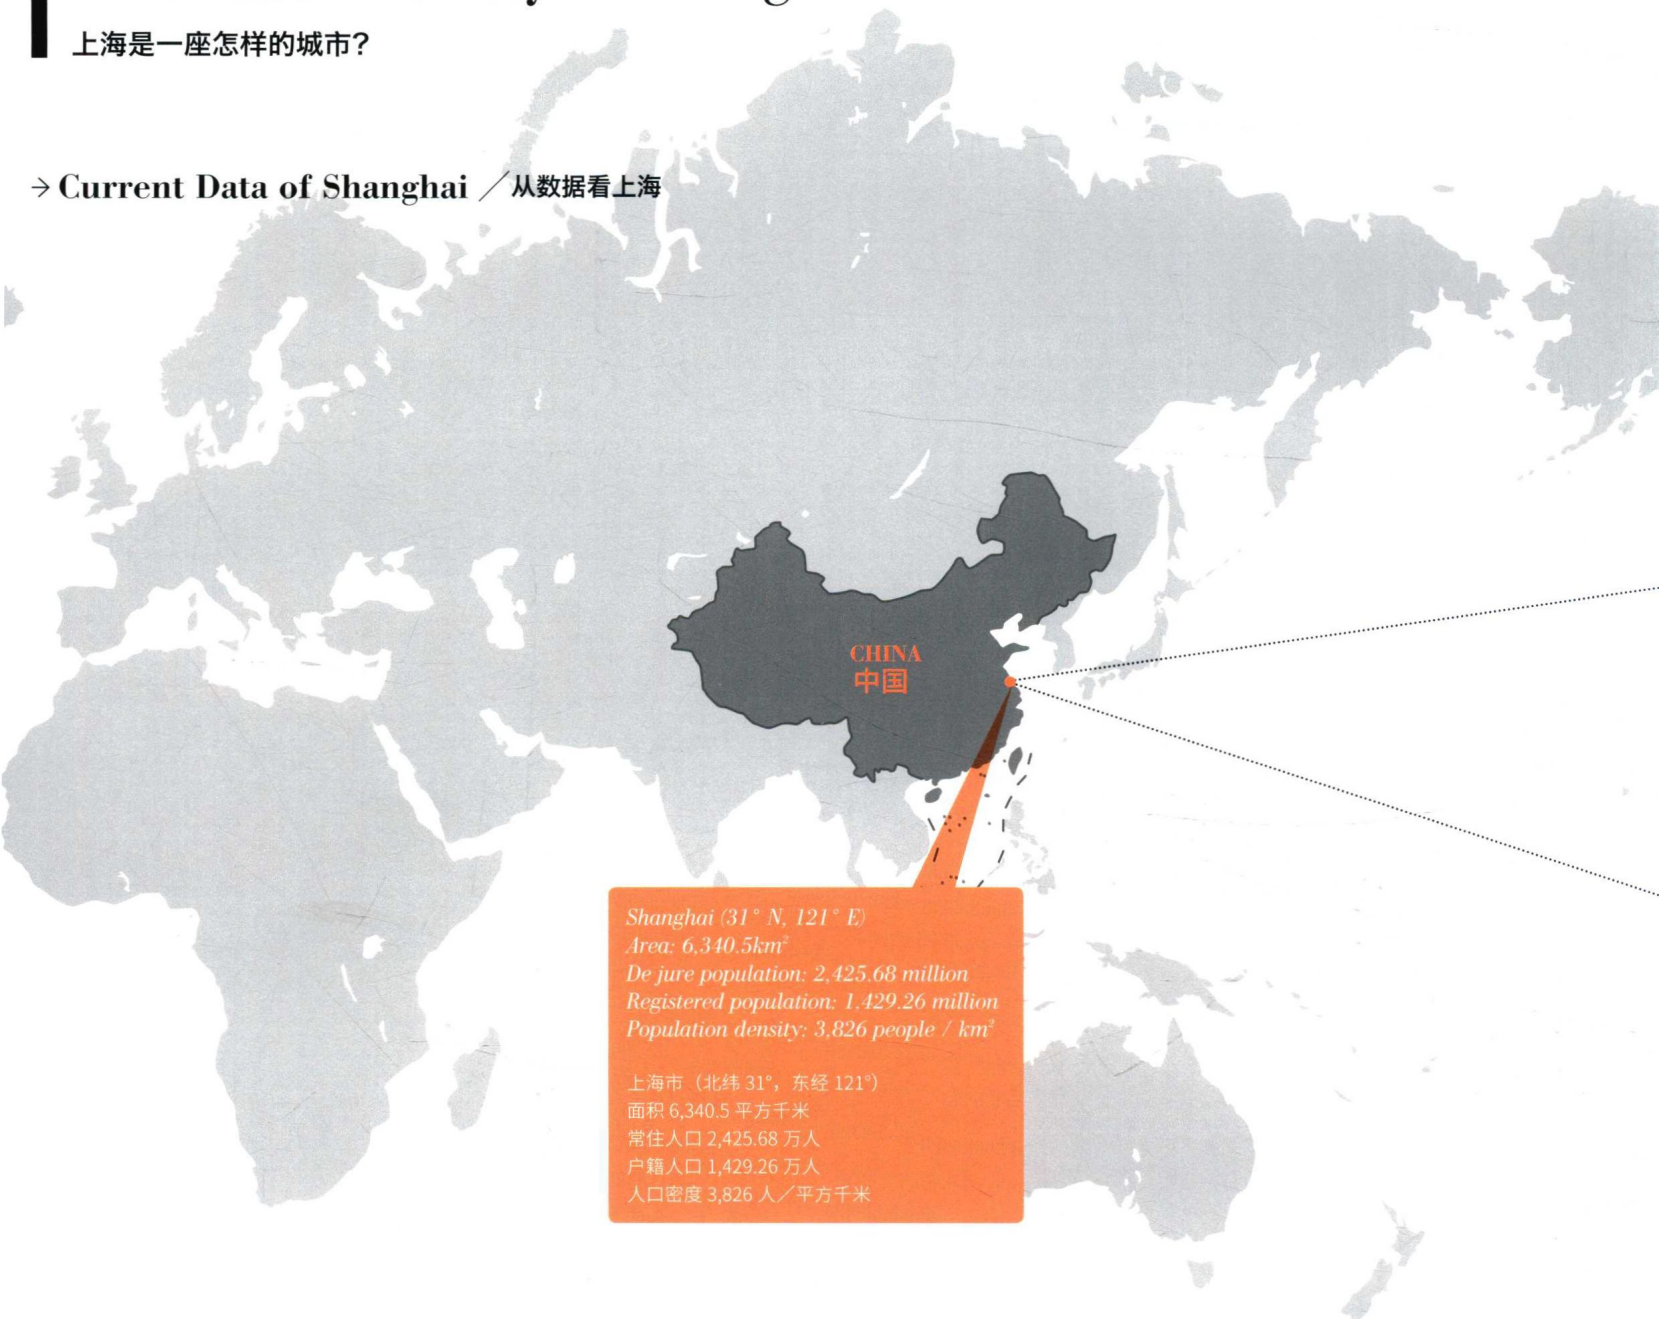 上海是一座怎样的城市?
→ Current Data of Shanghai ／从数据看上海
CHINA
中国
Shanghai (31° N, 121° E)
Area: 6,340.5km²
De jure population: 2,425.68 million
Registered population: 1,429.26 million
Population density: 3,826 people / km²
上海市（北纬 31°，东经 121°）
面积 6,340.5 平方千米
常住人口 2,425.68 万人
户籍人口 1,429.26 万人
人口密度 3,826 人／平方千米